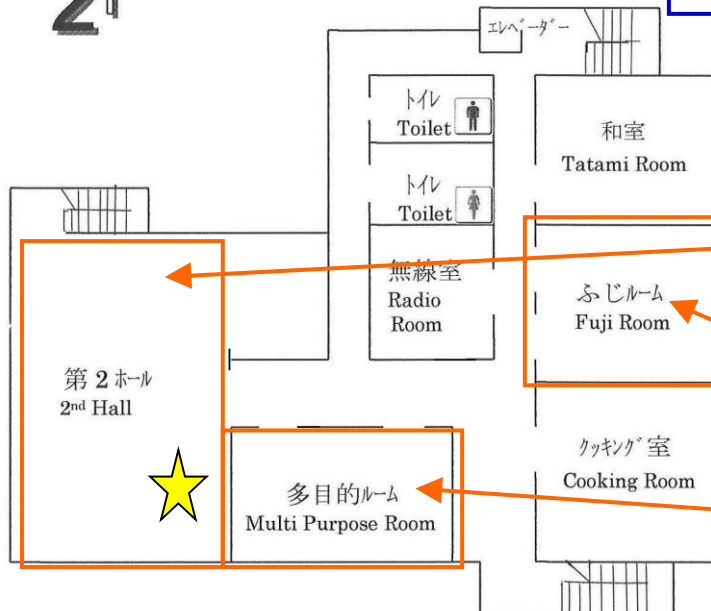 2
エレベーダー
トイレ
Toilet
和室
Tatami Room
トイレ
Toilet
無線室
Radio
Room
ふじルーム
Fuji Room
第2ホール
2nd Hall
クッキング室
Cooking Room
多目的ルーム
Multi Purpose Room